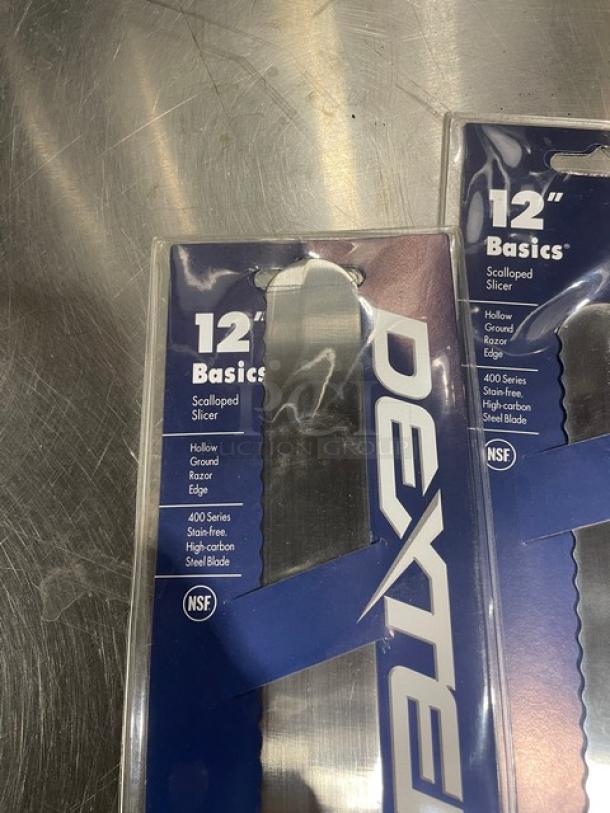 12"
Basics
Scalloped
Slicer
Hollow
Ground
Razor
Edge
400 Series
Stain-free,
High-carbon
Steel Blade
NSF
DEXTE
12"
Basics®
Scalloped
Slicer
Hollow
Ground
Razor
Edge
400 Series
Stain-free,
High-carbon
Steel Blade
NSF